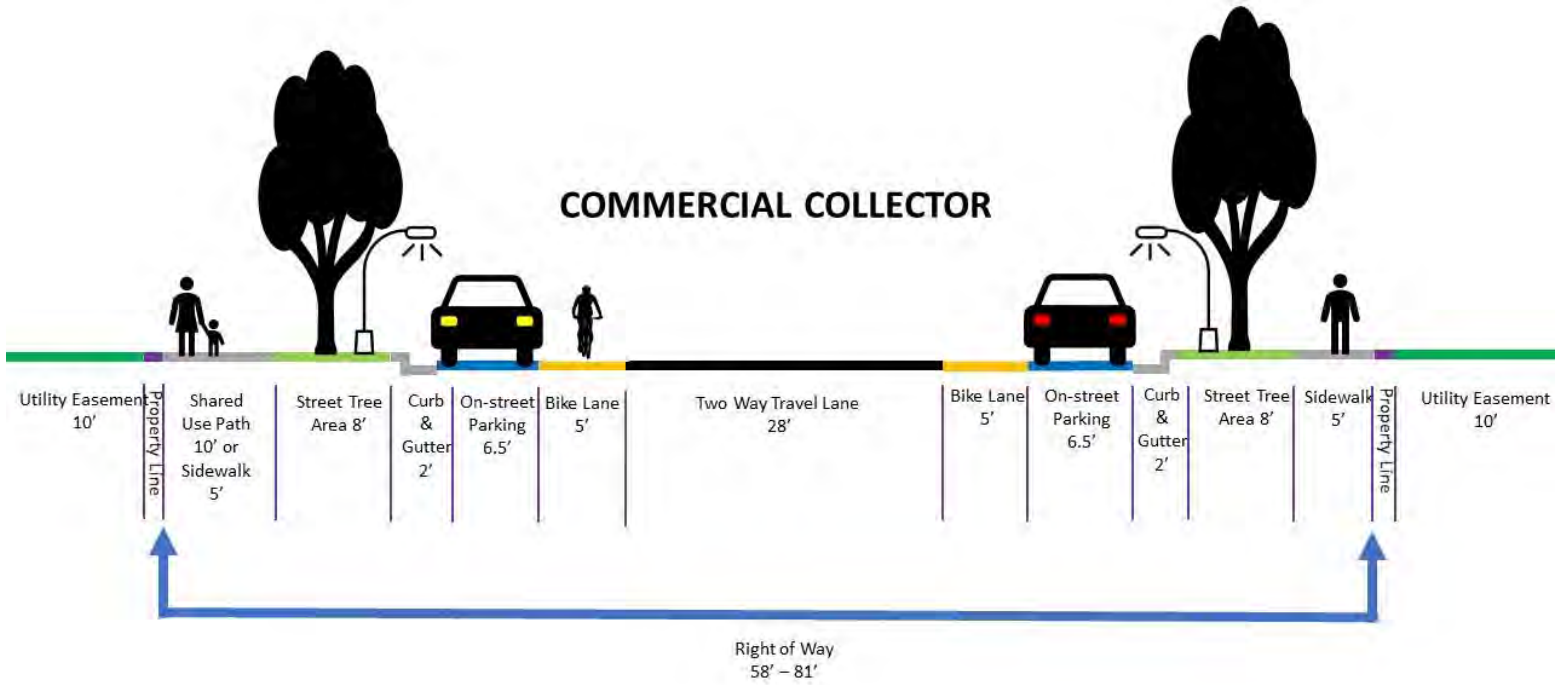 COMMERCIAL COLLECTOR
Utility Easement
10’
Property Line
Shared
Use Path
10’ or
Sidewalk
5’
Street Tree
Area 8’
Curb
&
Gutter
2’
On-street
Parking
6.5’
Bike Lane
5’
Two Way Travel Lane
28’
Bike Lane
5’
On-street
Parking
6.5’
Curb
&
Gutter
2’
Street Tree
Area 8’
Sidewalk
5’
Property Line
Utility Easement
10’
Right of Way
58’ – 81’